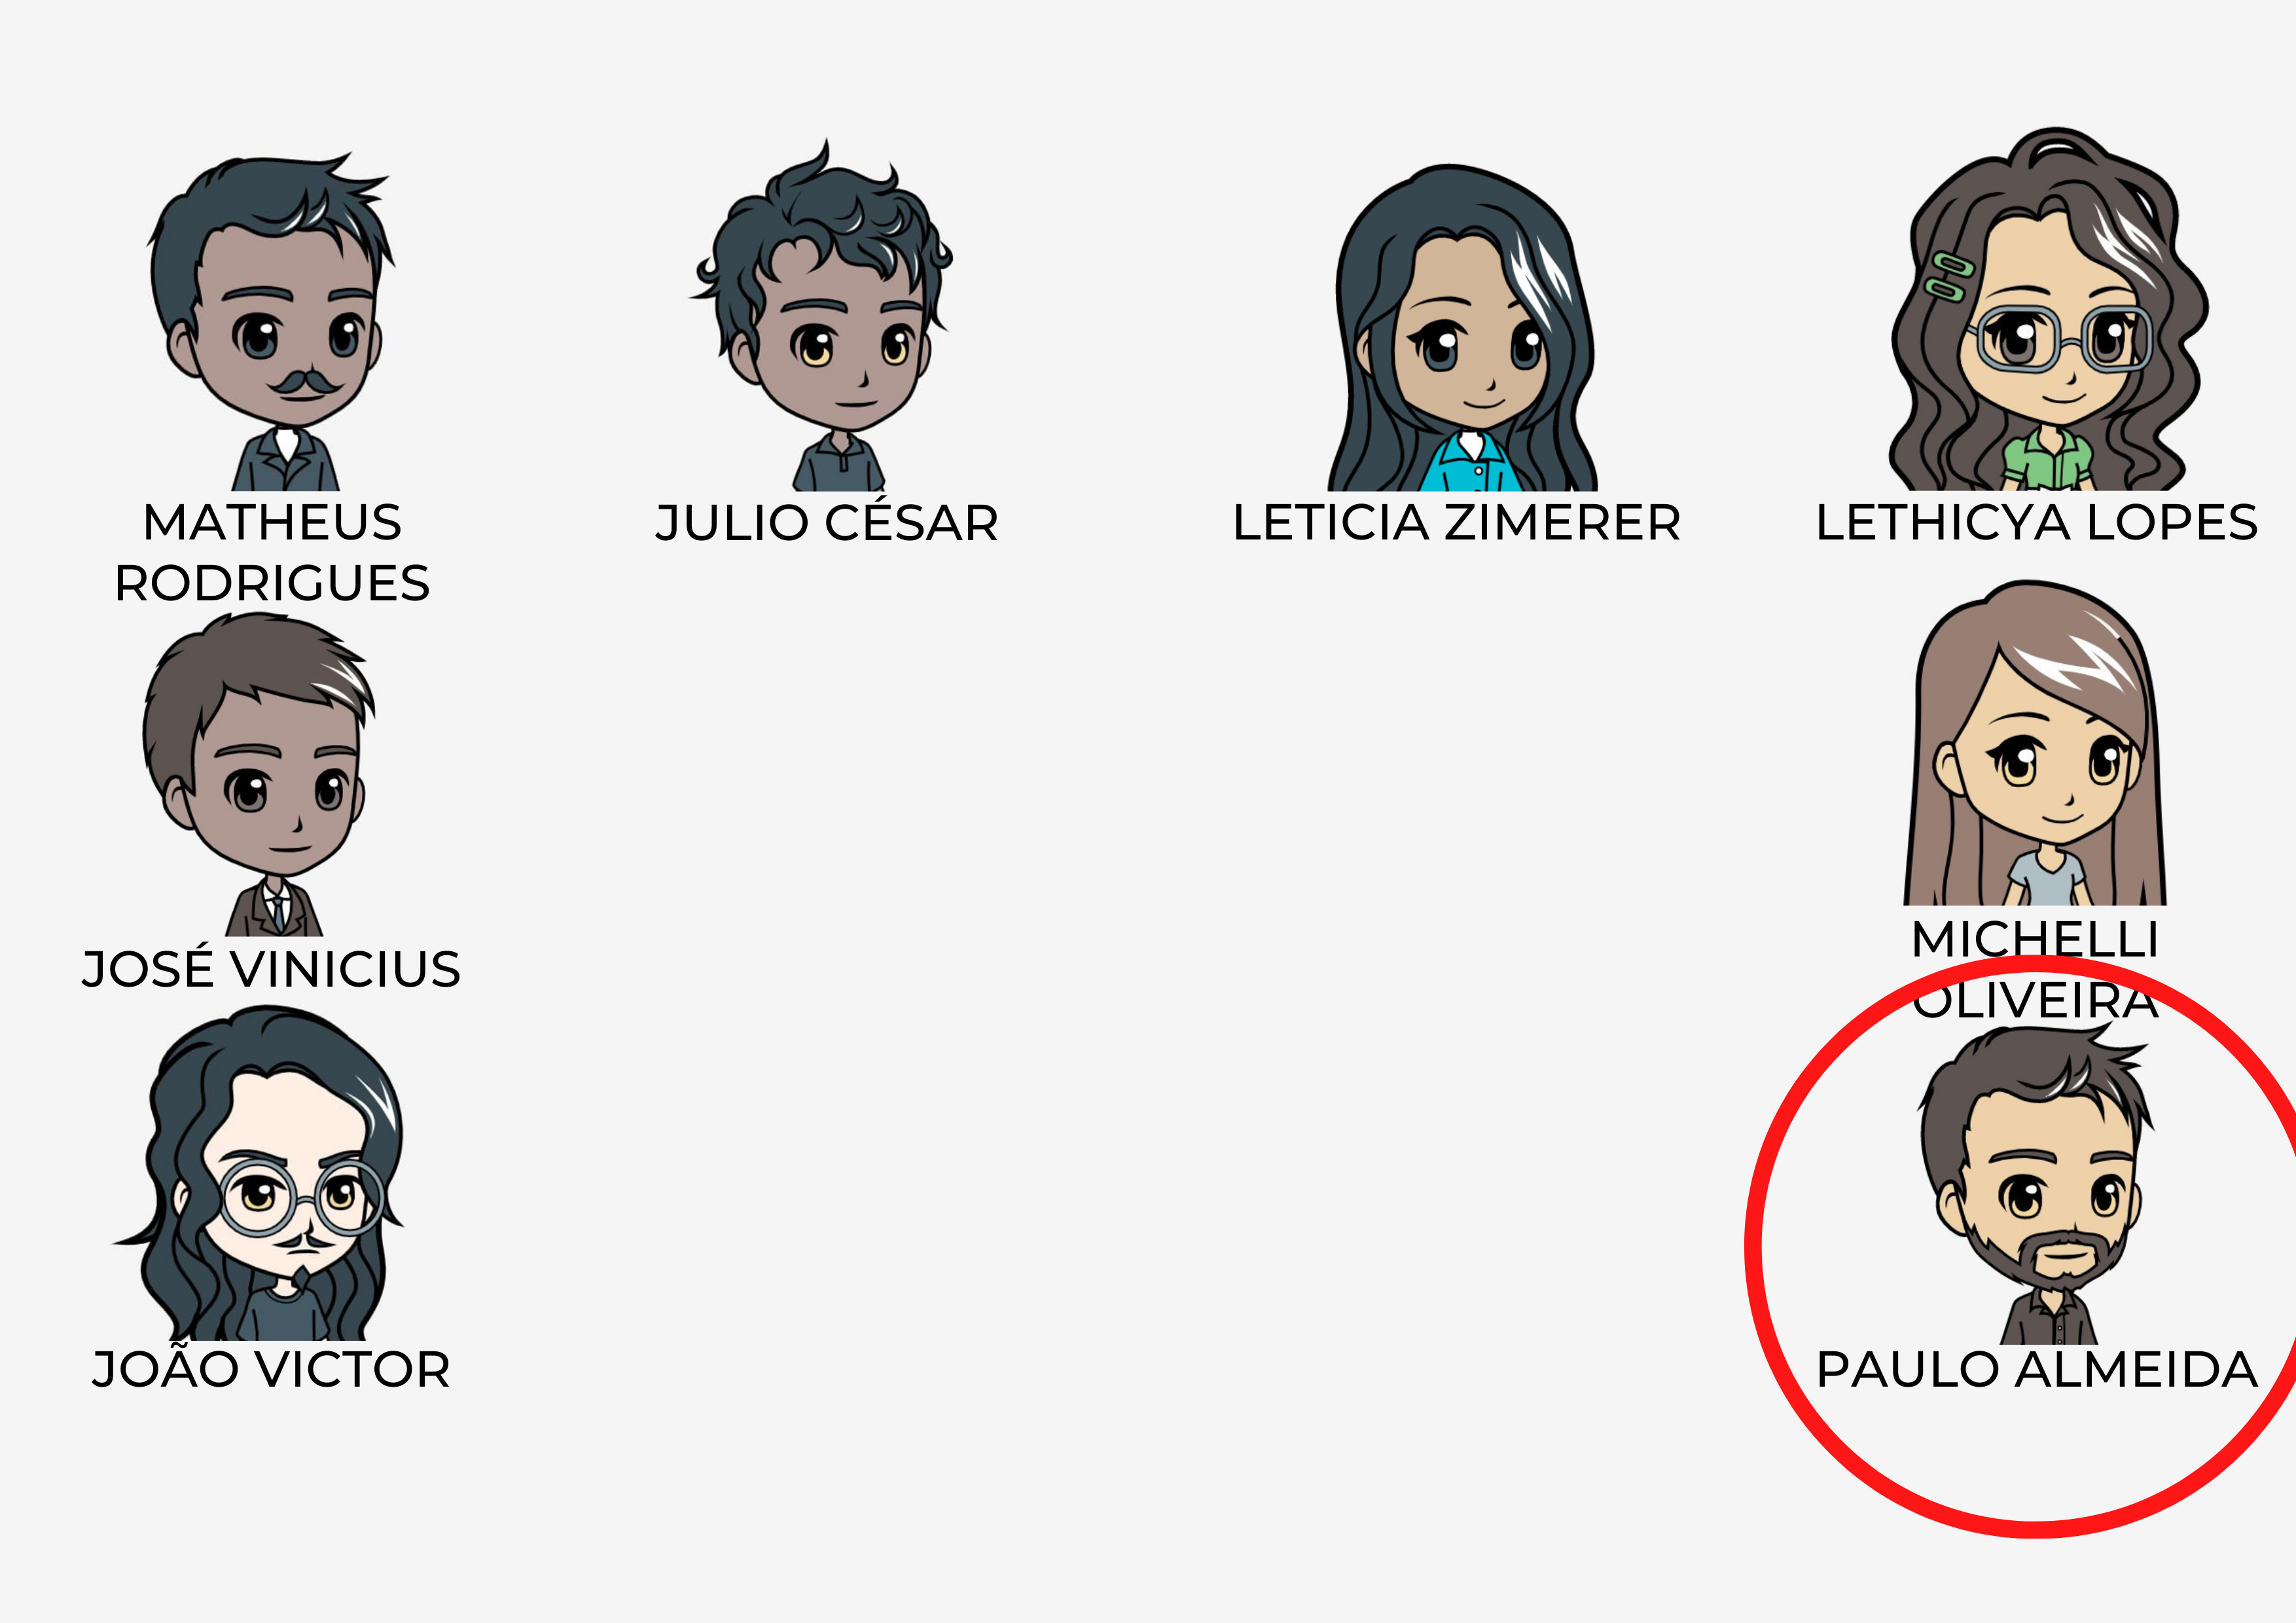 MATHEUS
RODRIGUES
JULIO CÉSAR
LETICIA ZIMERER
LETHICYA LOPES
JOSÉ VINICIUS
MICHELLI
OLIVEIRA
JOÃO VICTOR
PAULO ALMEIDA